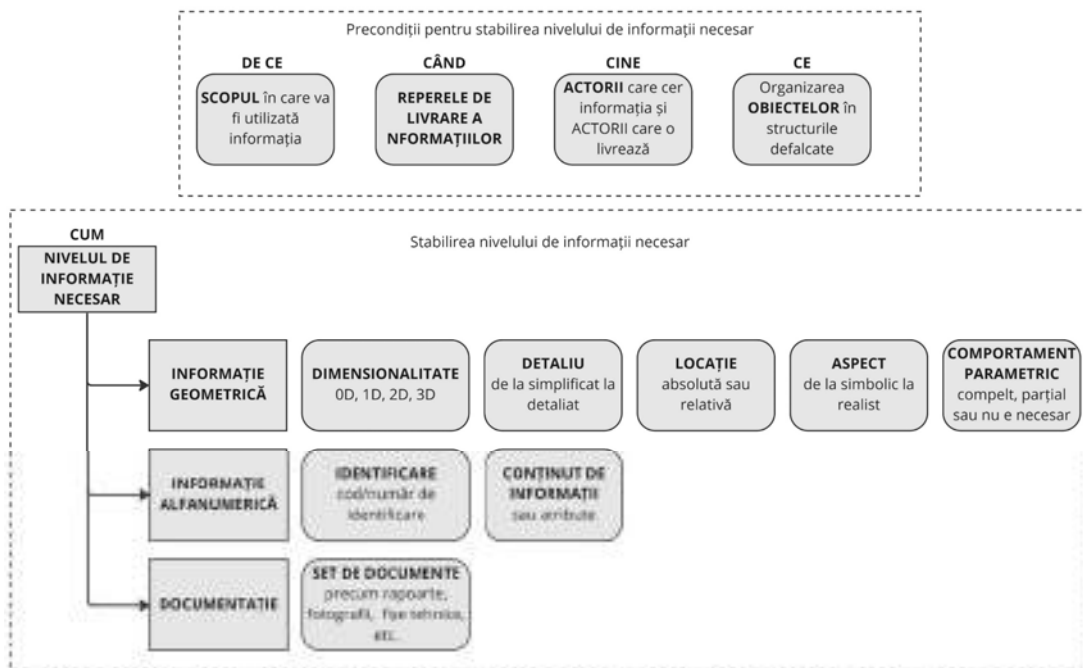 Precondiții pentru stabilirea nivelului de informații necesar
DE CE
SCOPUL în care va
fi utilizată
informația
CÂND
REPERELE DE
LIVRARE A
NFORMAȚIILOR
CINE
ACTORII care cer
informația și
ACTORII care o
livrează
CE
Organizarea
OBIECTELOR în
structurile
defalcate
Stabilirea nivelului de informații necesar
CUM
NIVELUL DE
INFORMAȚIE
NECESAR
INFORMAȚIE
GEOMETRICĂ
DIMENSIONALITATE
0D, 1D, 2D, 3D
DETALIU
de la simplificat la
detaliat
LOCAȚIE
absolută sau
relativă
ASPECT
de la simbolic la
realist
COMPORTAMENT
PARAMETRIC
compelt, parțial
sau nu e necesar
INFORMAȚIE
ALFANUMERICĂ
IDENTIFICARE
cod/număr de
identificare
CONȚINUT DE
INFORMAȚII
sau atribute
DOCUMENTAȚIE
SET DE DOCUMENTE
precum rapoarte,
fotografii, fișe tehnice,
etc.